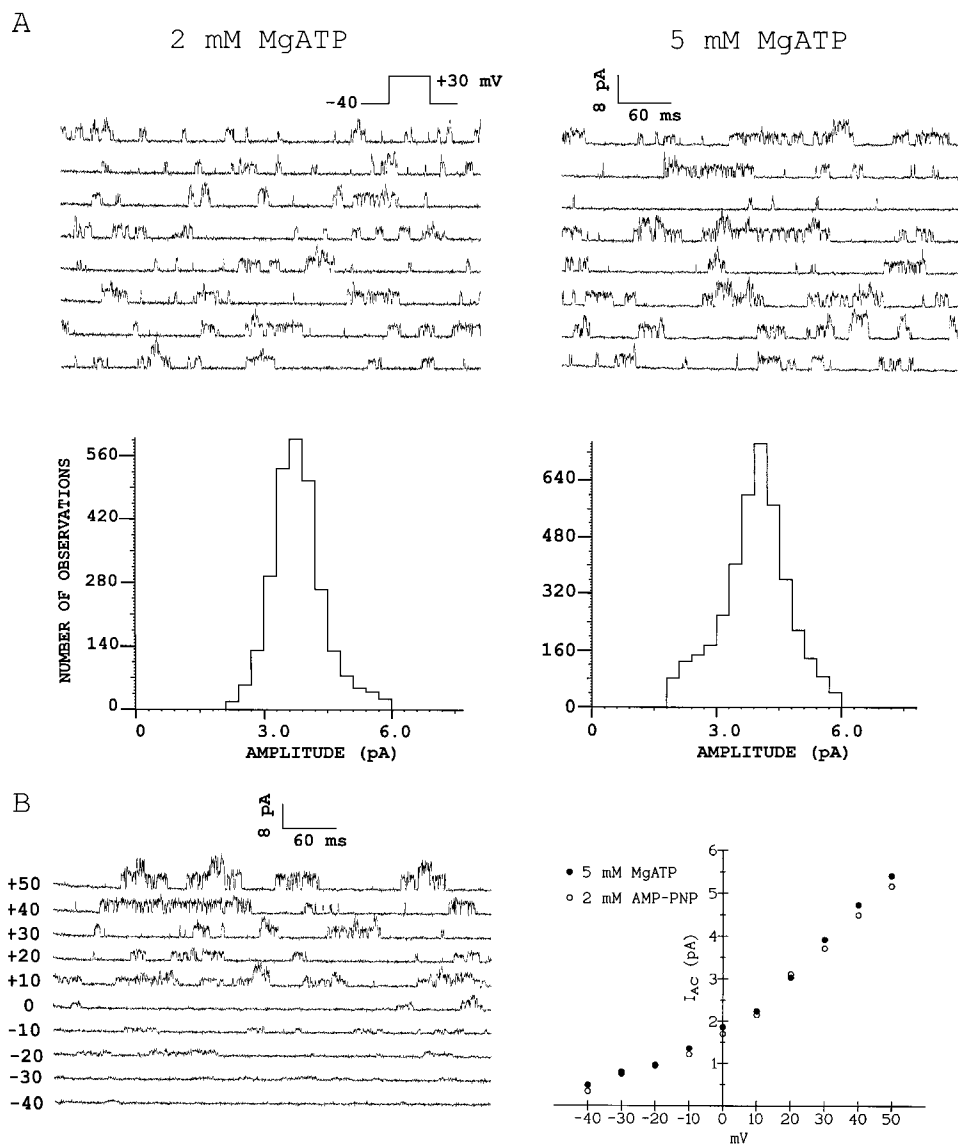 A
2 mM MgATP
5 mM MgATP
-40
+30 mV
8 pA
60 ms
NUMBER OF OBSERVATIONS
560
420
280
140
0
0
3.0
6.0
AMPLITUDE (pA)
640
480
320
160
0
0
3.0
6.0
AMPLITUDE (pA)
B
8 pA
60 ms
+50
+40
+30
+20
+10
0
-10
-20
-30
-40
● 5 mM MgATP
○ 2 mM AMP-PNP
I_AC (pA)
6
5
4
3
2
1
-40 -30 -20 -10 0 10 20 30 40 50
mV